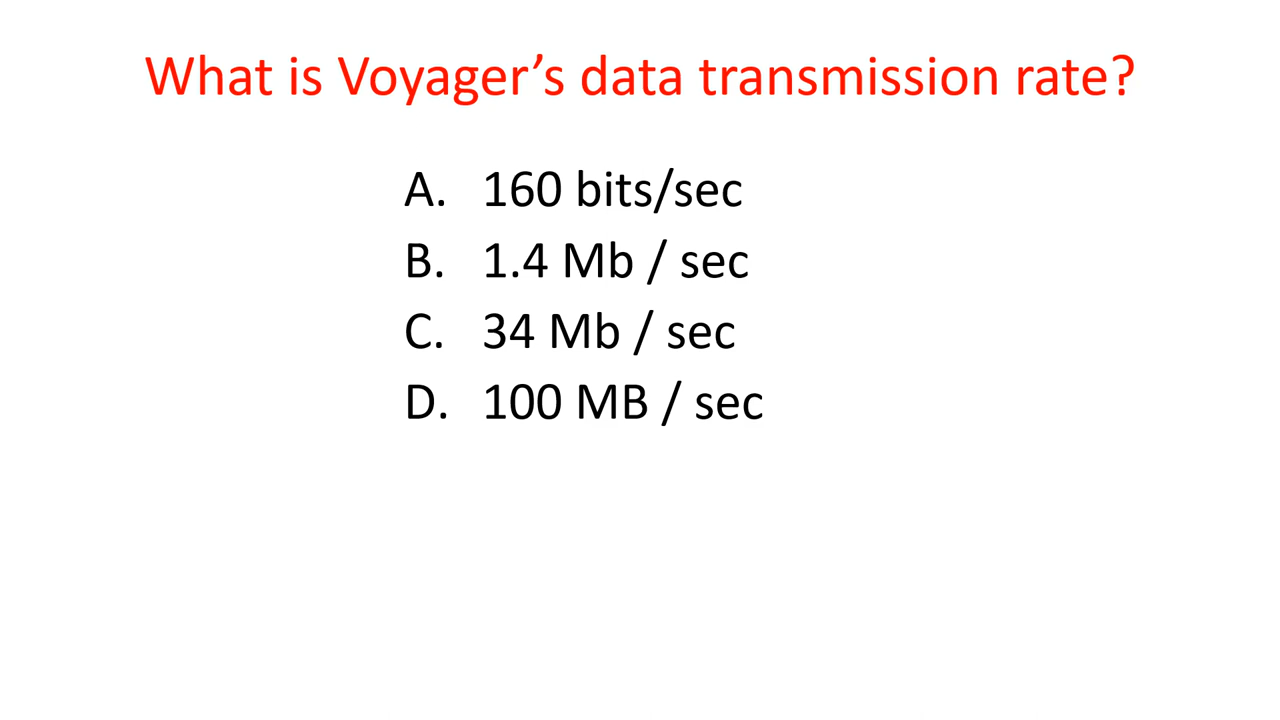 What is Voyager’s data transmission rate?
A. 160 bits/sec
B. 1.4 Mb / sec
C. 34 Mb / sec
D. 100 MB / sec